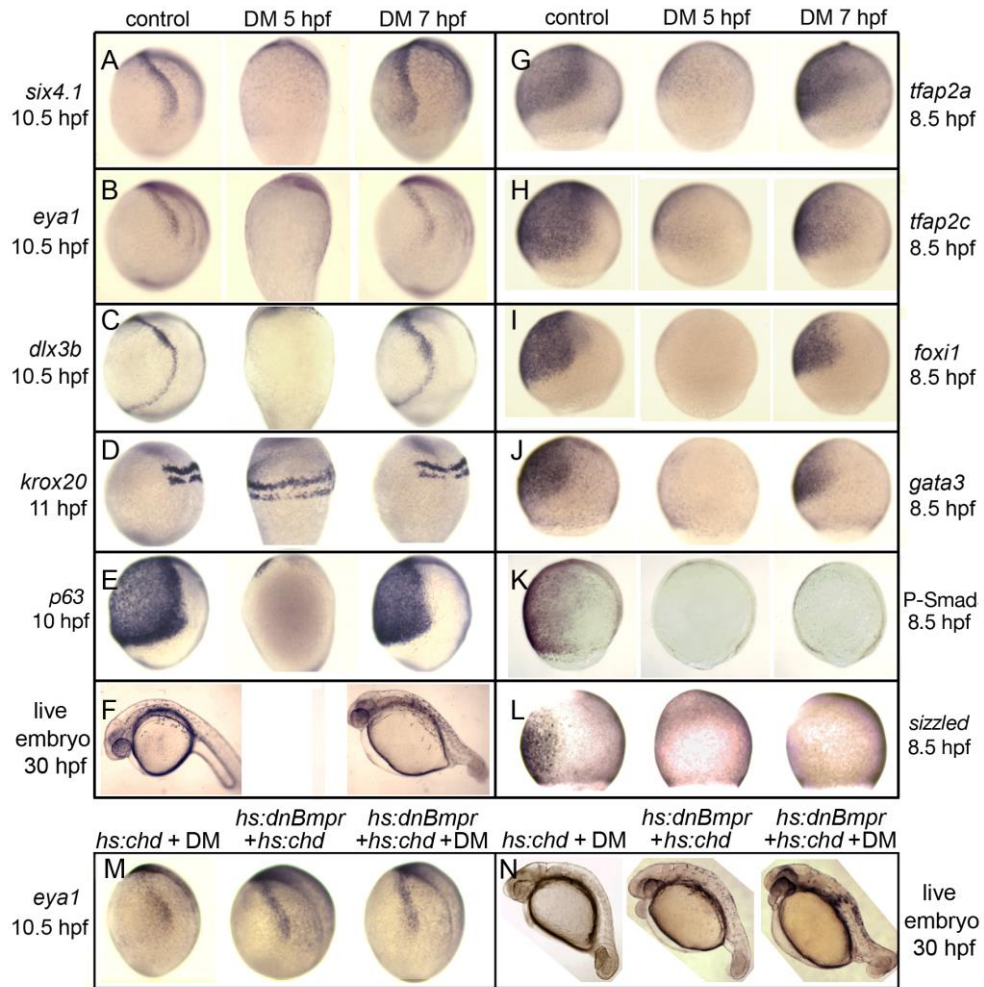 control DM 5 hpf DM 7 hpf control DM 5 hpf DM 7 hpf
A
six4.1
10.5 hpf
G
tfap2a
8.5 hpf
B
eya1
10.5 hpf
H
tfap2c
8.5 hpf
C
dlx3b
10.5 hpf
I
foxi1
8.5 hpf
D
krox20
11 hpf
J
gata3
8.5 hpf
E
p63
10 hpf
K
P-Smad
8.5 hpf
F
live
embryo
30 hpf
L
sizzled
8.5 hpf
hs:chd + DM
hs:dnBmpr
+hs:chd
hs:dnBmpr
+hs:chd +DM
hs:chd + DM
hs:dnBmpr
+hs:chd
hs:dnBmpr
+hs:chd +DM
M
eya1
10.5 hpf
N
live
embryo
30 hpf